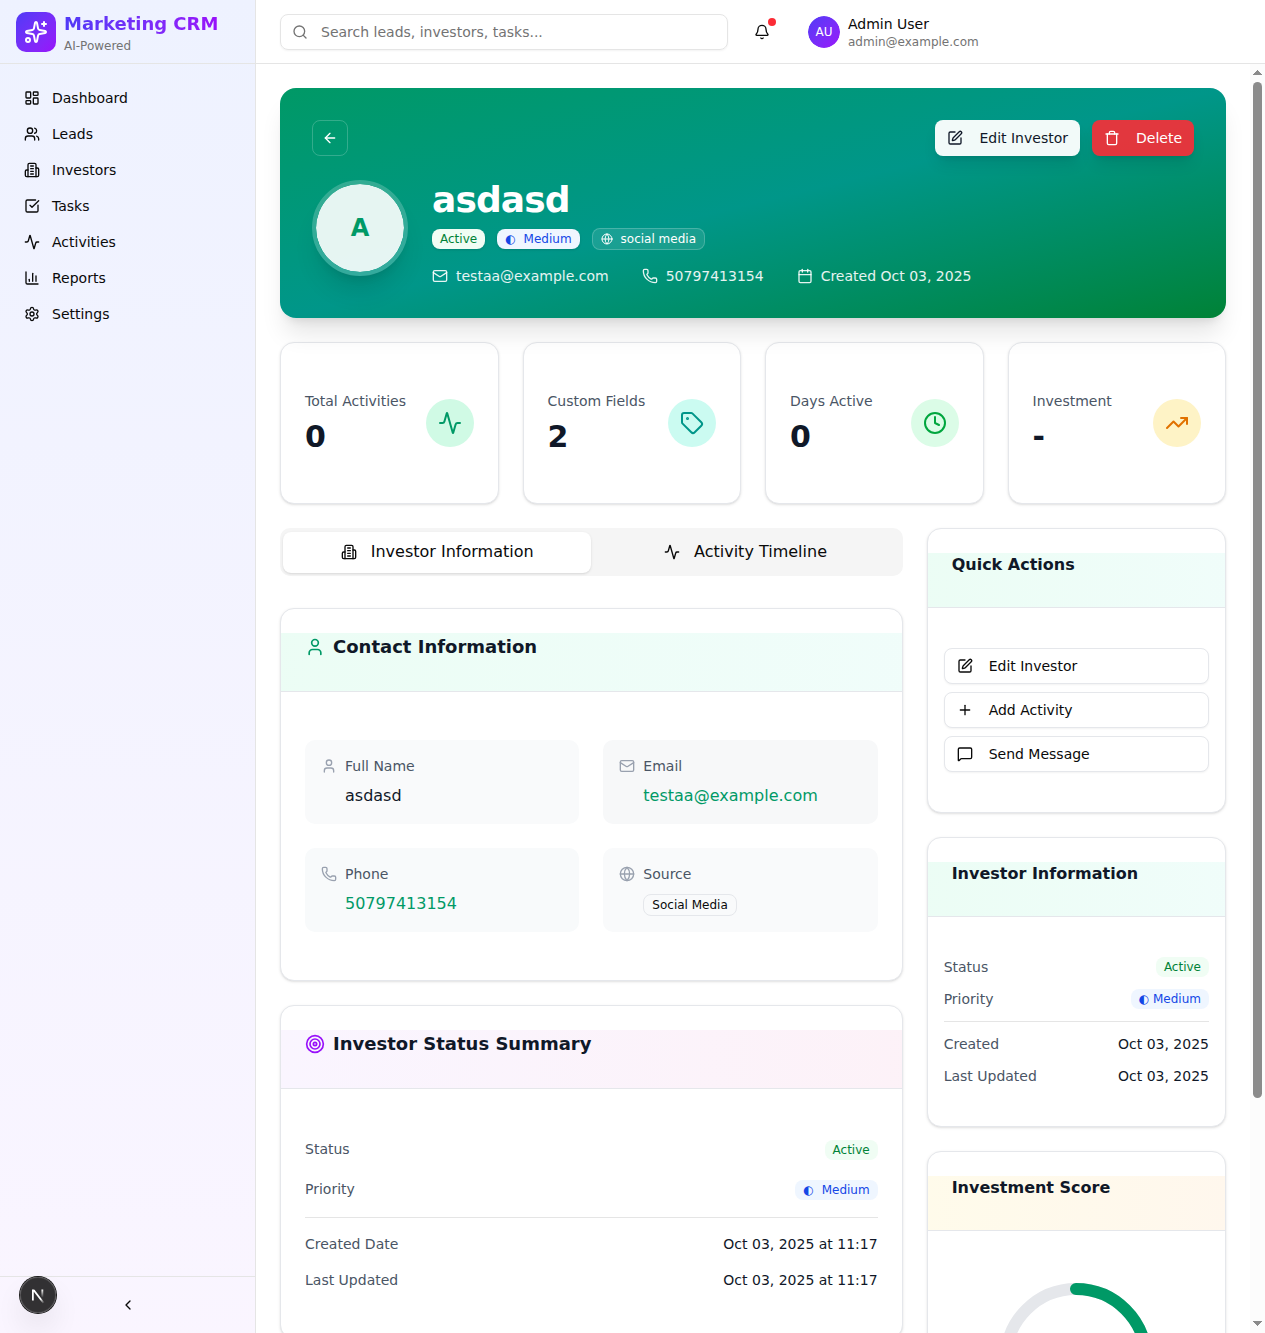 Marketing CRM
AI-Powered
Search leads, investors, tasks...
AU
Admin User
admin@example.com
Dashboard
Leads
Investors
Tasks
Activities
Reports
Settings
Edit Investor
Delete
A
asdasd
Active
Medium
social media
testaa@example.com
50797413154
Created Oct 03, 2025
Total Activities
0
Custom Fields
2
Days Active
0
Investment
-
Investor Information
Activity Timeline
Contact Information
Full Name
asdasd
Email
testaa@example.com
Phone
50797413154
Source
Social Media
Investor Status Summary
Status
Active
Priority
Medium
Created Date
Oct 03, 2025 at 11:17
Last Updated
Oct 03, 2025 at 11:17
Quick Actions
Edit Investor
Add Activity
Send Message
Investor Information
Status
Active
Priority
Medium
Created
Oct 03, 2025
Last Updated
Oct 03, 2025
Investment Score
N